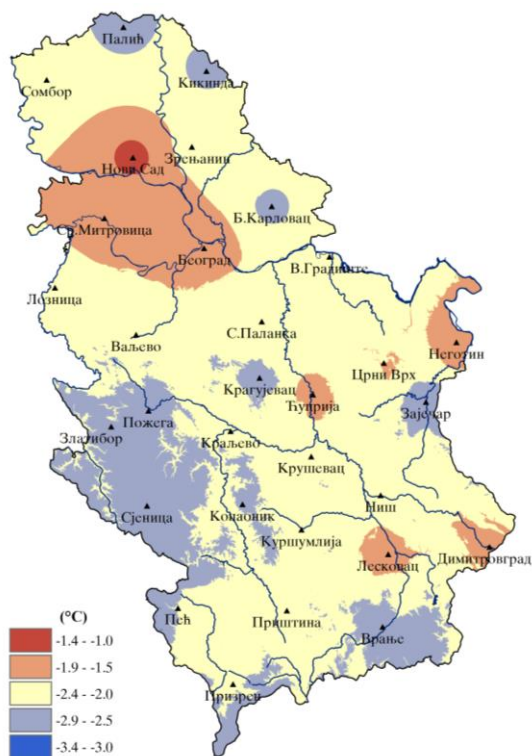 Палић
Кикинда
Сомбор
Зрењанин
Нови Сад
Б.Карловац
Ср.Митровица
Београд
В.Градиште
Лозница
С.Паланка
Ваљево
Неготин
Црни Врх
Крагујевац
Ћуприја
Зајечар
Пожега
Златибор
Краљево
Крушевац
Сјеница
Копаоник
Ниш
Куршумлија
Лесковац
Димитровград
Пећ
Приштина
Врање
Призрен
(°C)
-1.4 - -1.0
-1.9 - -1.5
-2.4 - -2.0
-2.9 - -2.5
-3.4 - -3.0